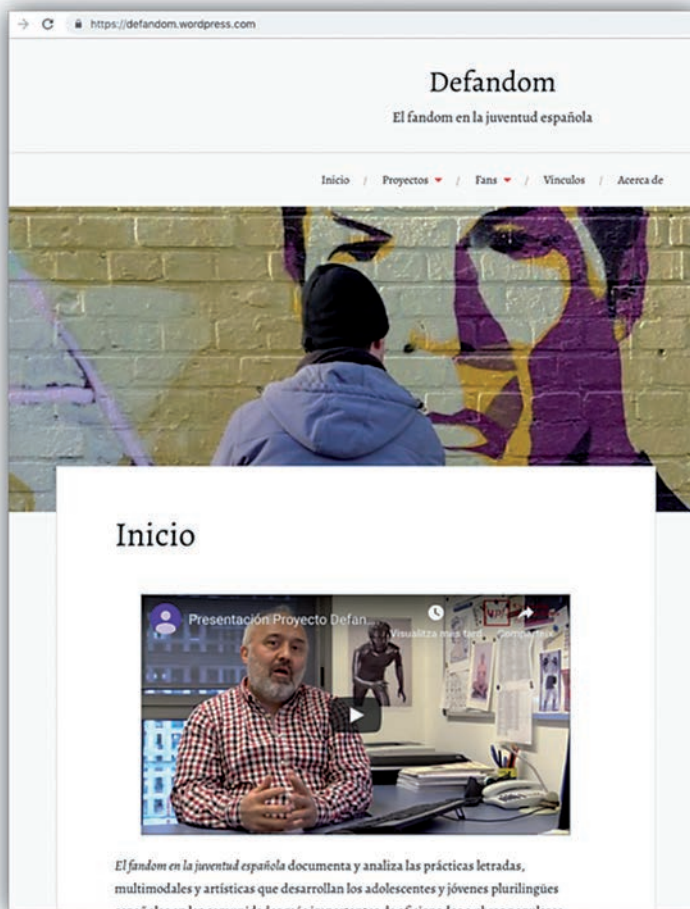 https://defandom.wordpress.com
Defandom
El fandom en la juventud española
Inicio / Proyectos / Fans / Vínculos / Acerca de
Inicio
Presentación Proyecto Defan...
Visualitza més tard
Comparteix
El fandom en la juventud española documenta y analiza las prácticas letradas,
multimodales y artísticas que desarrollan los adolescentes y jóvenes plurilingües